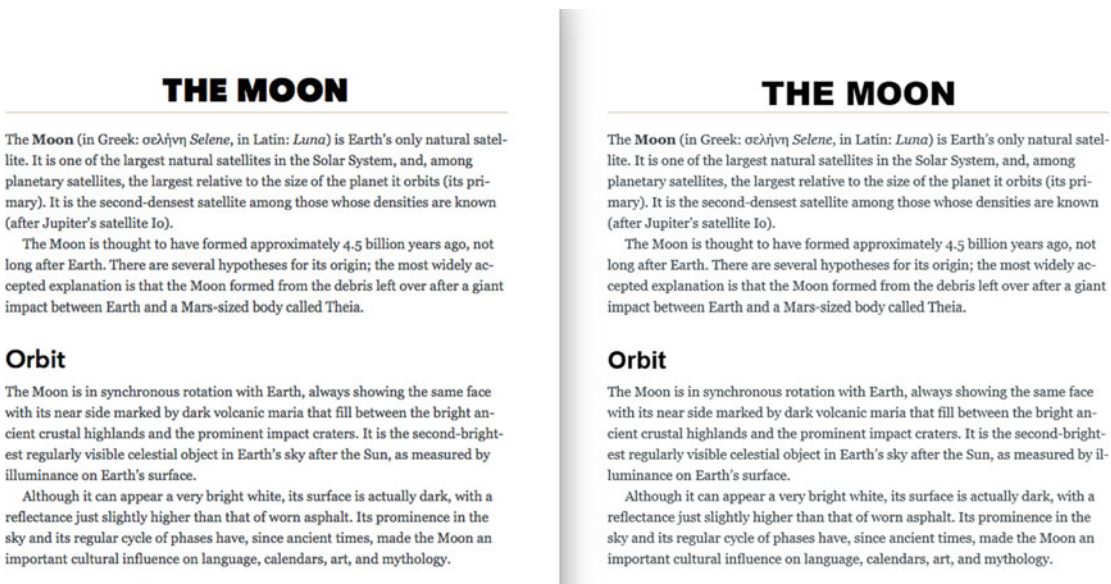 THE MOON
The Moon (in Greek: σελήνη Selene, in Latin: Luna) is Earth's only natural satel-
lite. It is one of the largest natural satellites in the Solar System, and, among
planetary satellites, the largest relative to the size of the planet it orbits (its pri-
mary). It is the second-densest satellite among those whose densities are known
(after Jupiter's satellite Io).
The Moon is thought to have formed approximately 4.5 billion years ago, not
long after Earth. There are several hypotheses for its origin; the most widely ac-
cepted explanation is that the Moon formed from the debris left over after a giant
impact between Earth and a Mars-sized body called Theia.
Orbit
The Moon is in synchronous rotation with Earth, always showing the same face
with its near side marked by dark volcanic maria that fill between the bright an-
cient crustal highlands and the prominent impact craters. It is the second-bright-
est regularly visible celestial object in Earth's sky after the Sun, as measured by
illuminance on Earth's surface.
Although it can appear a very bright white, its surface is actually dark, with a
reflectance just slightly higher than that of worn asphalt. Its prominence in the
sky and its regular cycle of phases have, since ancient times, made the Moon an
important cultural influence on language, calendars, art, and mythology.
THE MOON
The Moon (in Greek: σελήνη Selene, in Latin: Luna) is Earth's only natural satel-
lite. It is one of the largest natural satellites in the Solar System, and, among
planetary satellites, the largest relative to the size of the planet it orbits (its pri-
mary). It is the second-densest satellite among those whose densities are known
(after Jupiter's satellite Io).
The Moon is thought to have formed approximately 4.5 billion years ago, not
long after Earth. There are several hypotheses for its origin; the most widely ac-
cepted explanation is that the Moon formed from the debris left over after a giant
impact between Earth and a Mars-sized body called Theia.
Orbit
The Moon is in synchronous rotation with Earth, always showing the same face
with its near side marked by dark volcanic maria that fill between the bright an-
cient crustal highlands and the prominent impact craters. It is the second-bright-
est regularly visible celestial object in Earth's sky after the Sun, as measured by il-
luminance on Earth's surface.
Although it can appear a very bright white, its surface is actually dark, with a
reflectance just slightly higher than that of worn asphalt. Its prominence in the
sky and its regular cycle of phases have, since ancient times, made the Moon an
important cultural influence on language, calendars, art, and mythology.